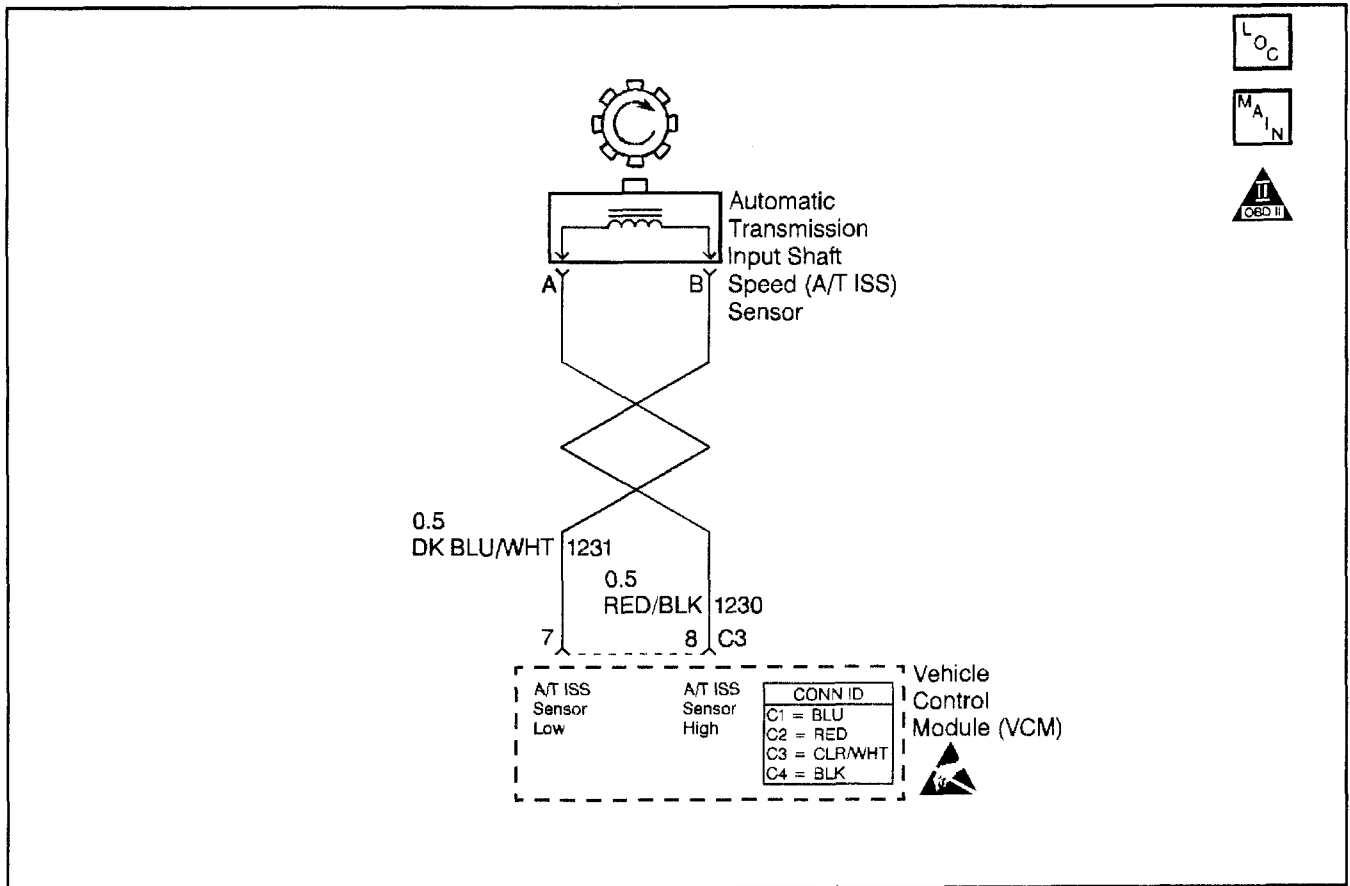 LOC
MAIN
II
OBD II
Automatic
Transmission
Input Shaft
Speed (A/T ISS)
Sensor
A
B
0.5
DK BLU/WHT 1231
0.5
RED/BLK 1230
7
8 C3
A/T ISS
Sensor
Low
A/T ISS
Sensor
High
CONN ID
C1 = BLU
C2 = RED
C3 = CLR/WHT
C4 = BLK
Vehicle
Control
Module (VCM)